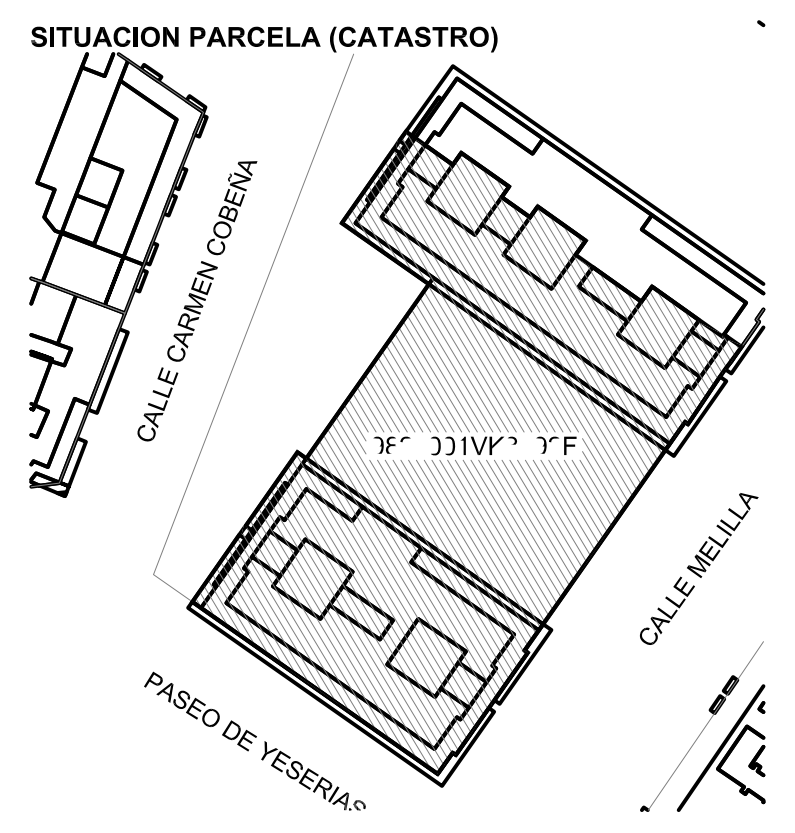 SITUACION PARCELA (CATASTRO)
CALLE CARMEN COBEÑA
CALLE MELILLA
PASEO DE YESERIAS